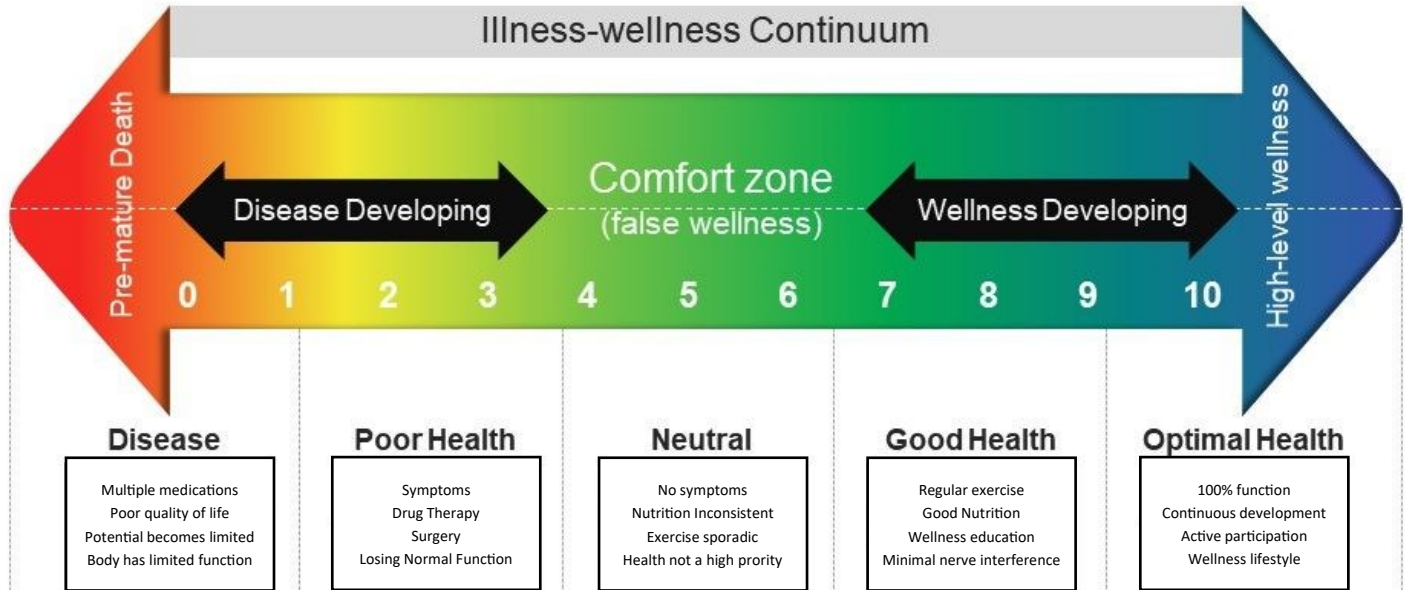 Illness-wellness Continuum
Pre-mature Death
Disease Developing
Comfort zone
(false wellness)
Wellness Developing
High-level wellness
0 1 2 3 4 5 6 7 8 9 10
Disease
Multiple medications
Poor quality of life
Potential becomes limited
Body has limited function
Poor Health
Symptoms
Drug Therapy
Surgery
Losing Normal Function
Neutral
No symptoms
Nutrition Inconsistent
Exercise sporadic
Health not a high prority
Good Health
Regular exercise
Good Nutrition
Wellness education
Minimal nerve interference
Optimal Health
100% function
Continuous development
Active participation
Wellness lifestyle